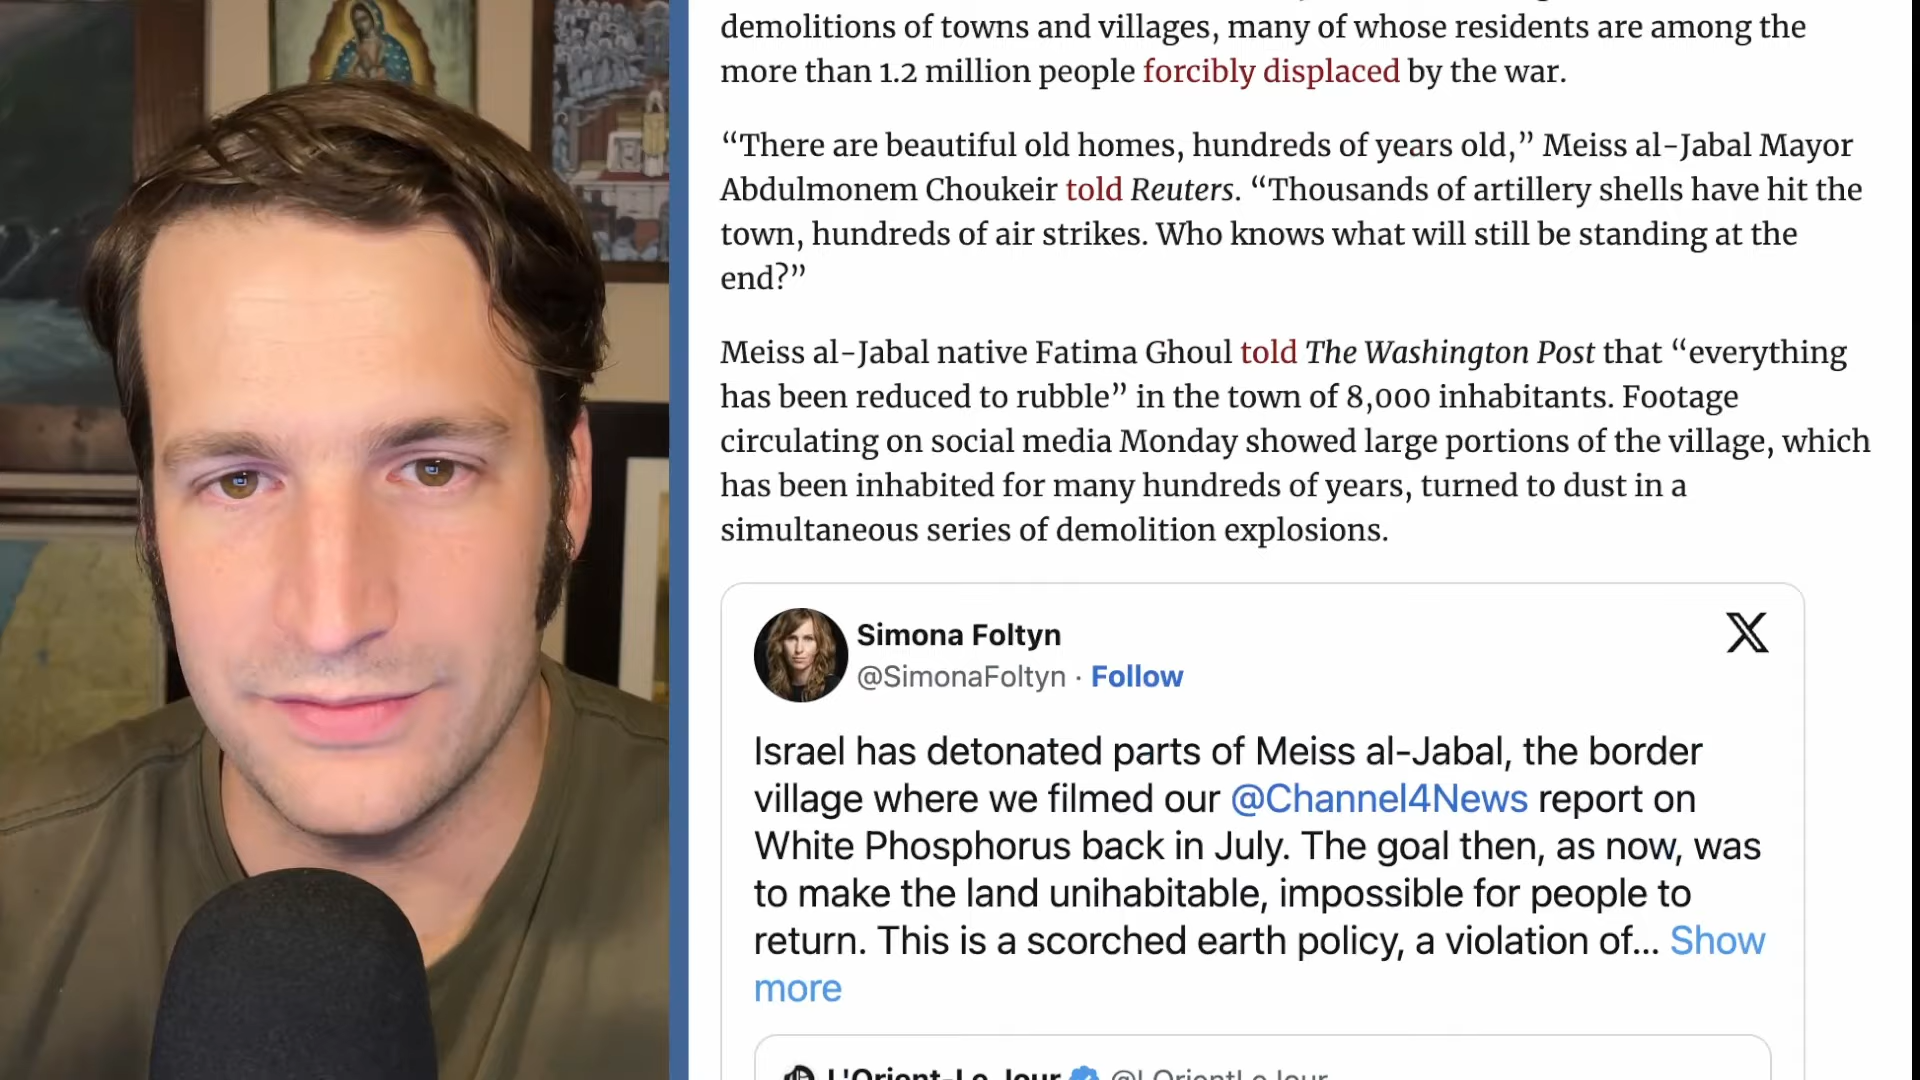 demolitions of towns and villages, many of whose residents are among the
more than 1.2 million people forcibly displaced by the war.
“There are beautiful old homes, hundreds of years old,” Meiss al-Jabal Mayor
Abdulmonem Choukeir told Reuters. “Thousands of artillery shells have hit the
town, hundreds of air strikes. Who knows what will still be standing at the
end?”
Meiss al-Jabal native Fatima Ghoul told The Washington Post that “everything
has been reduced to rubble” in the town of 8,000 inhabitants. Footage
circulating on social media Monday showed large portions of the village, which
has been inhabited for many hundreds of years, turned to dust in a
simultaneous series of demolition explosions.
Simona Foltyn
@SimonaFoltyn · Follow
Israel has detonated parts of Meiss al-Jabal, the border
village where we filmed our @Channel4News report on
White Phosphorus back in July. The goal then, as now, was
to make the land unihabitable, impossible for people to
return. This is a scorched earth policy, a violation of... Show
more
L'Orient-Le Jour @LOrientLeJour